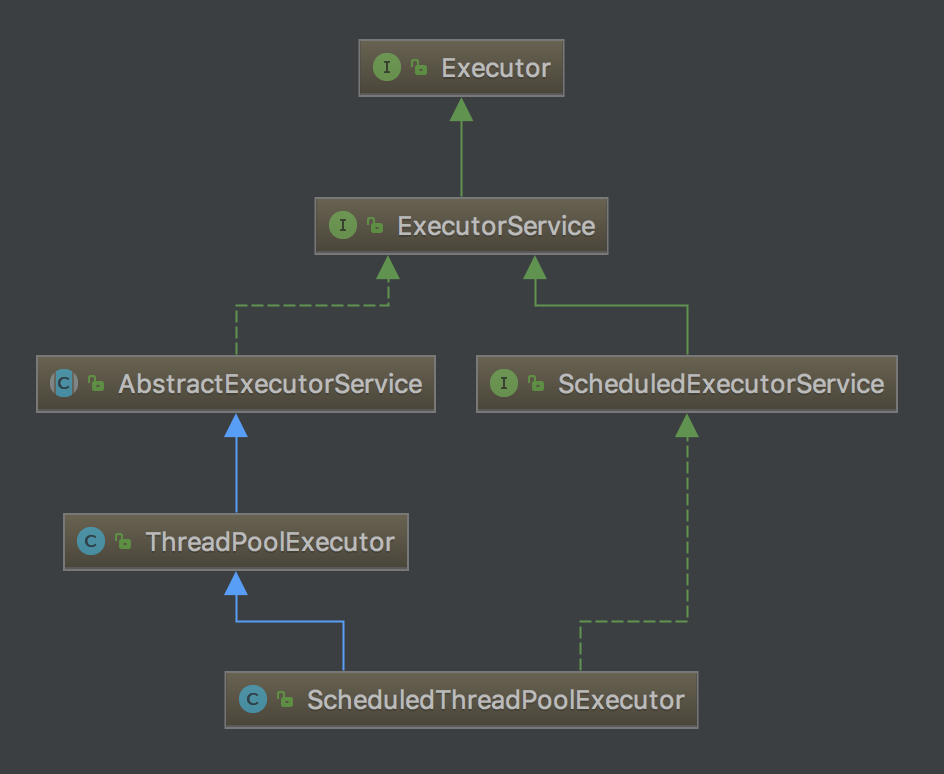 I Executor
I ExecutorService
C AbstractExecutorService
I ScheduledExecutorService
C ThreadPoolExecutor
C ScheduledThreadPoolExecutor